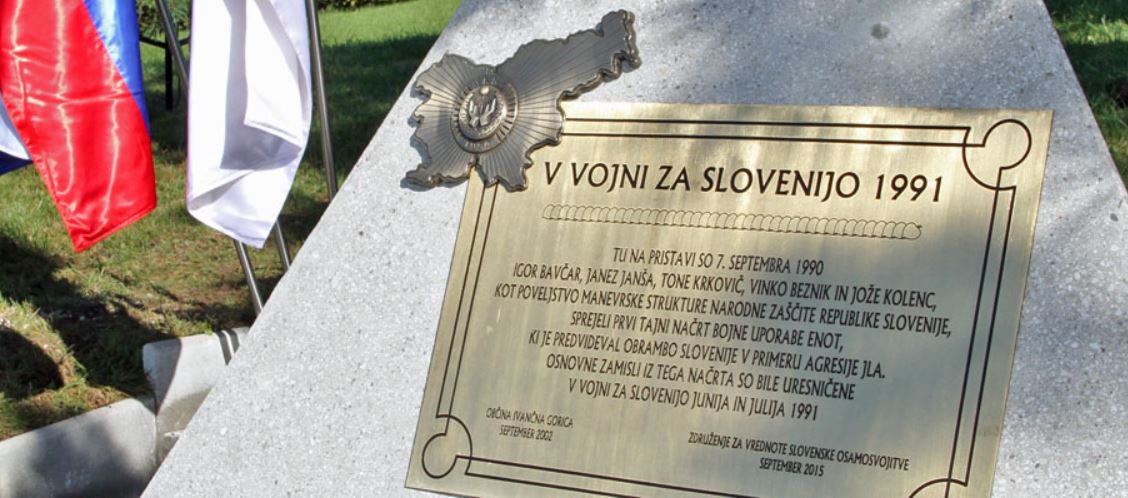 V VOJNI ZA SLOVENIJO 1991
TU NA PRISTAVI SO 7. SEPTEMBRA 1990
IGOR BAVČAR, JANEZ JANŠA, TONE KRKOVIČ, VINKO BEZNIK IN JOŽE KOLENC,
KOT POVELJSTVO MANEVRSKE STRUKTURE NARODNE ZAŠČITE REPUBLIKE SLOVENIJE,
SPREJELI PRVI TAJNI NAČRT BOJNE UPORABE ENOT,
KI JE PREDVIDEVAL OBRAMBO SLOVENIJE V PRIMERU AGRESIJE JLA.
OSNOVNE ZAMISLI IZ TEGA NAČRTA SO BILE URESNIČENE
V VOJNI ZA SLOVENIJO JUNIJA IN JULIJA 1991
OBČINA IVANČNA GORICA
SEPTEMBER 2002
ZDRUŽENJE ZA VREDNOTE SLOVENSKE OSAMOSVOJITVE
SEPTEMBER 2015